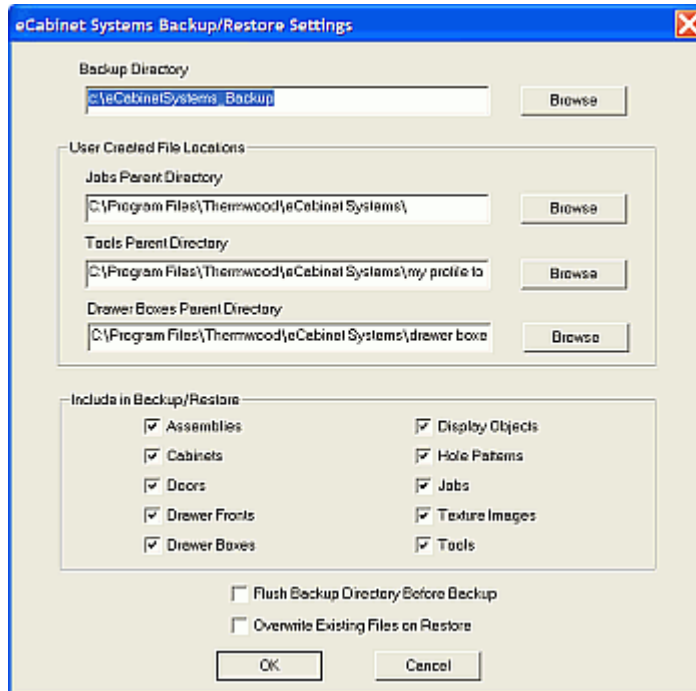 eCabinet Systems Backup/Restore Settings
Backup Directory
c:\eCabinetSystems_Backup
Browse
User Created File Locations
Jobs Parent Directory
C:\Program Files\Thermwood\eCabinet Systems\
Browse
Tools Parent Directory
C:\Program Files\Thermwood\eCabinet Systems\my profile to
Browse
Drawer Boxes Parent Directory
C:\Program Files\Thermwood\eCabinet Systems\drawer boxe
Browse
Include in Backup/Restore
Assemblies
Display Objects
Cabinets
Hole Patterns
Doors
Jobs
Drawer Fronts
Texture Images
Drawer Boxes
Tools
Flush Backup Directory Before Backup
Overwrite Existing Files on Restore
OK
Cancel